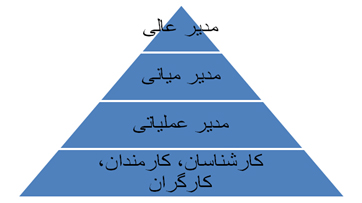 مدیر عالی
مدیر میانی
مدیر عملیاتی
کارشناسان، کارمندان،
کارگران